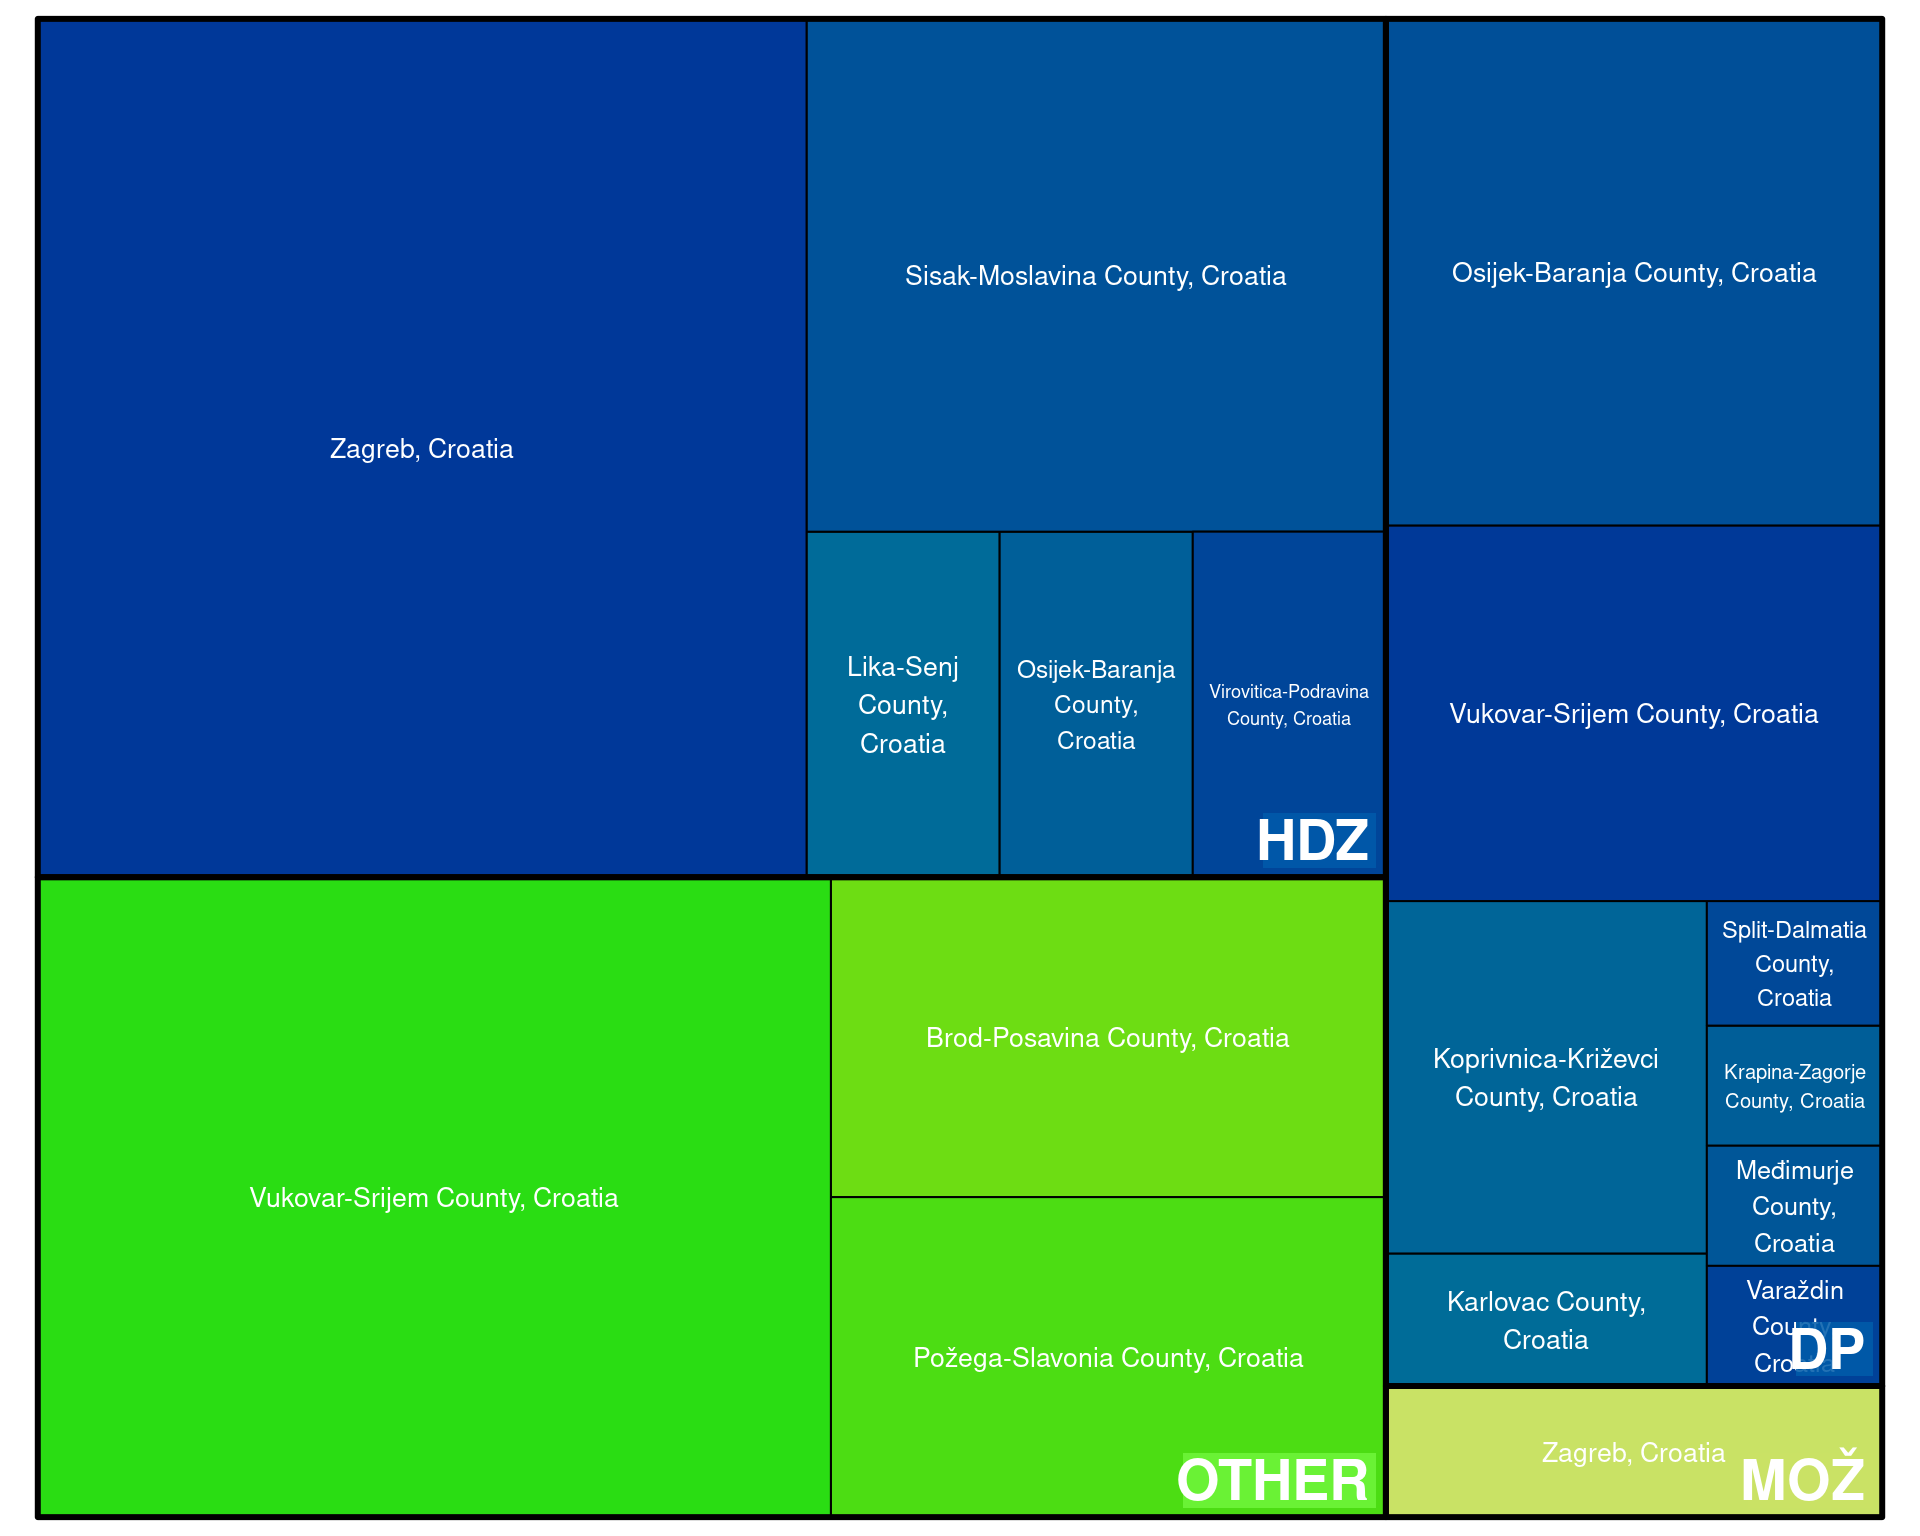 Zagreb, Croatia
Sisak-Moslavina County, Croatia
Lika-Senj
County,
Croatia
Osijek-Baranja
County,
Croatia
Virovitica-Podravina
County, Croatia
HDZ
Osijek-Baranja County, Croatia
Vukovar-Srijem County, Croatia
Koprivnica-Križevci
County, Croatia
Karlovac County,
Croatia
Split-Dalmatia
County,
Croatia
Krapina-Zagorje
County, Croatia
Međimurje
County,
Croatia
Varaždin
County,
Croatia
DP
Vukovar-Srijem County, Croatia
Brod-Posavina County, Croatia
Požega-Slavonia County, Croatia
OTHER
Zagreb, Croatia
MOŽ